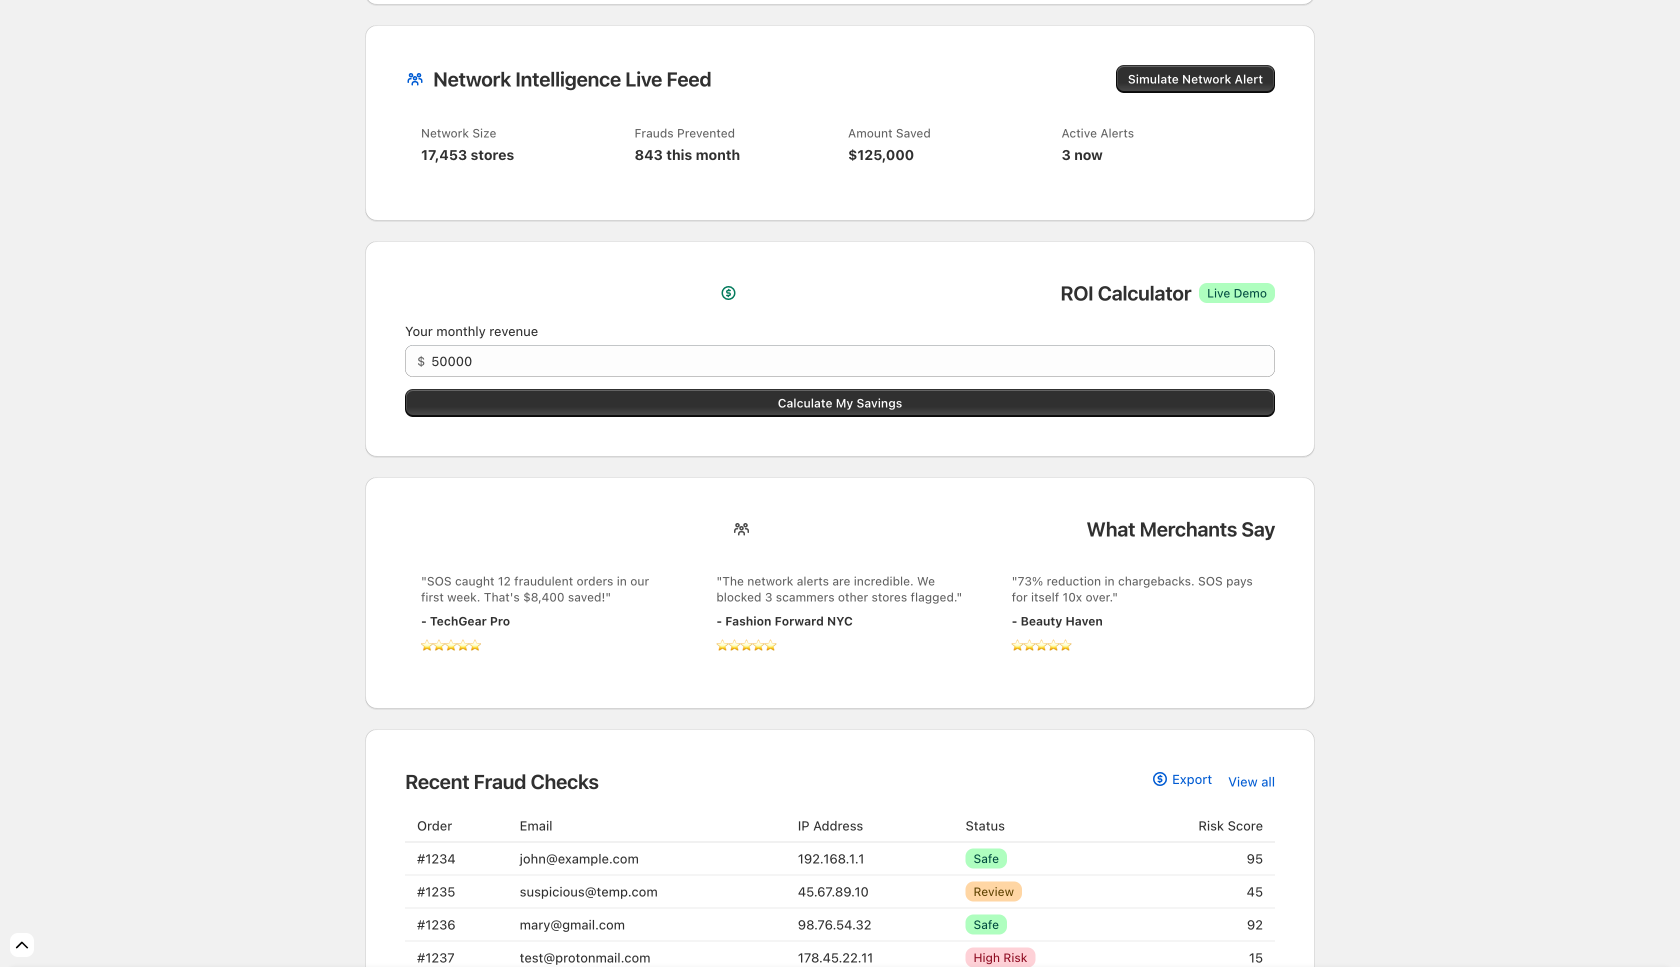 Network Intelligence Live Feed
Simulate Network Alert
Network Size
Frauds Prevented
Amount Saved
Active Alerts
17,453 stores
843 this month
$125,000
3 now
ROI Calculator
Live Demo
Your monthly revenue
$ 50000
Calculate My Savings
What Merchants Say
"SOS caught 12 fraudulent orders in our
first week. That's $8,400 saved!"
- TechGear Pro
"The network alerts are incredible. We
blocked 3 scammers other stores flagged."
- Fashion Forward NYC
"73% reduction in chargebacks. SOS pays
for itself 10x over."
- Beauty Haven
Recent Fraud Checks
Export
View all
Order Email IP Address Status Risk Score
#1234 john@example.com 192.168.1.1 Safe 95
#1235 suspicious@temp.com 45.67.89.10 Review 45
#1236 mary@gmail.com 98.76.54.32 Safe 92
#1237 test@protonmail.com 178.45.22.11 High Risk 15